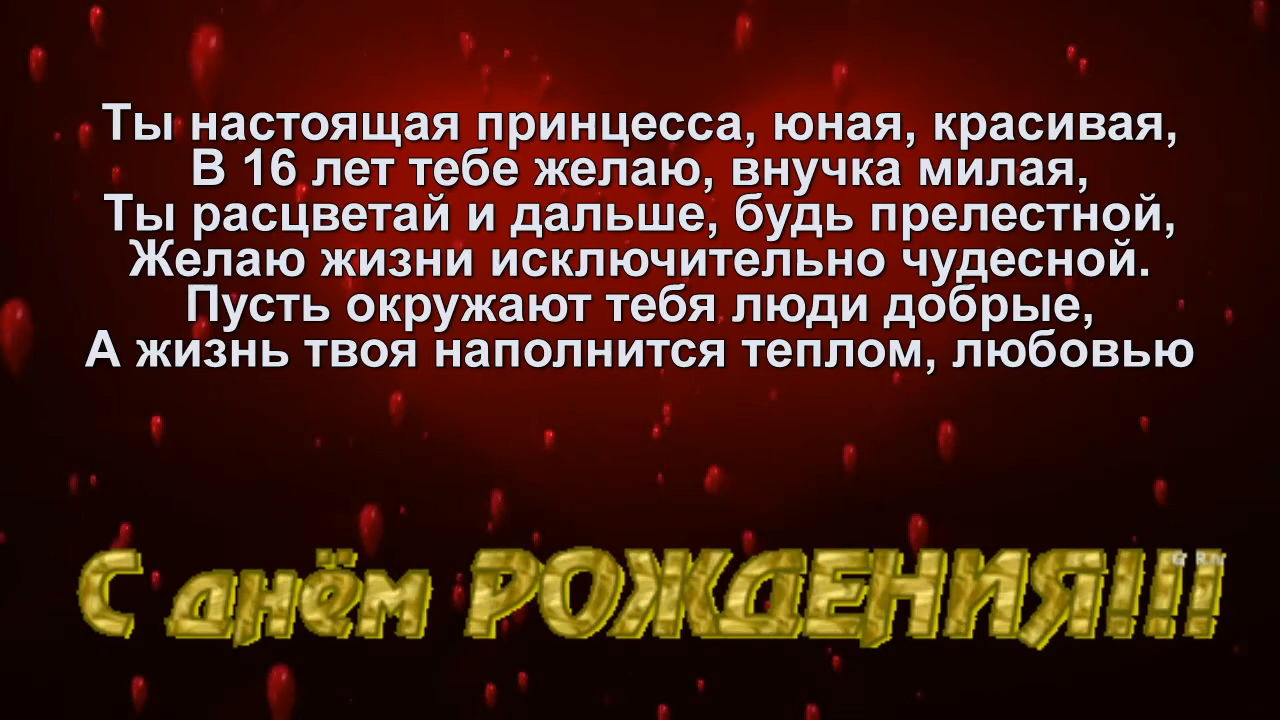 Ты настоящая принцесса, юная, красивая,
В 16 лет тебе желаю, внучка милая,
Ты расцветай и дальше, будь прелестной,
Желаю жизни исключительно чудесной.
Пусть окружают тебя люди добрые,
А жизнь твоя наполнится теплом, любовью
С днём РОЖДЕНИЯ!!!